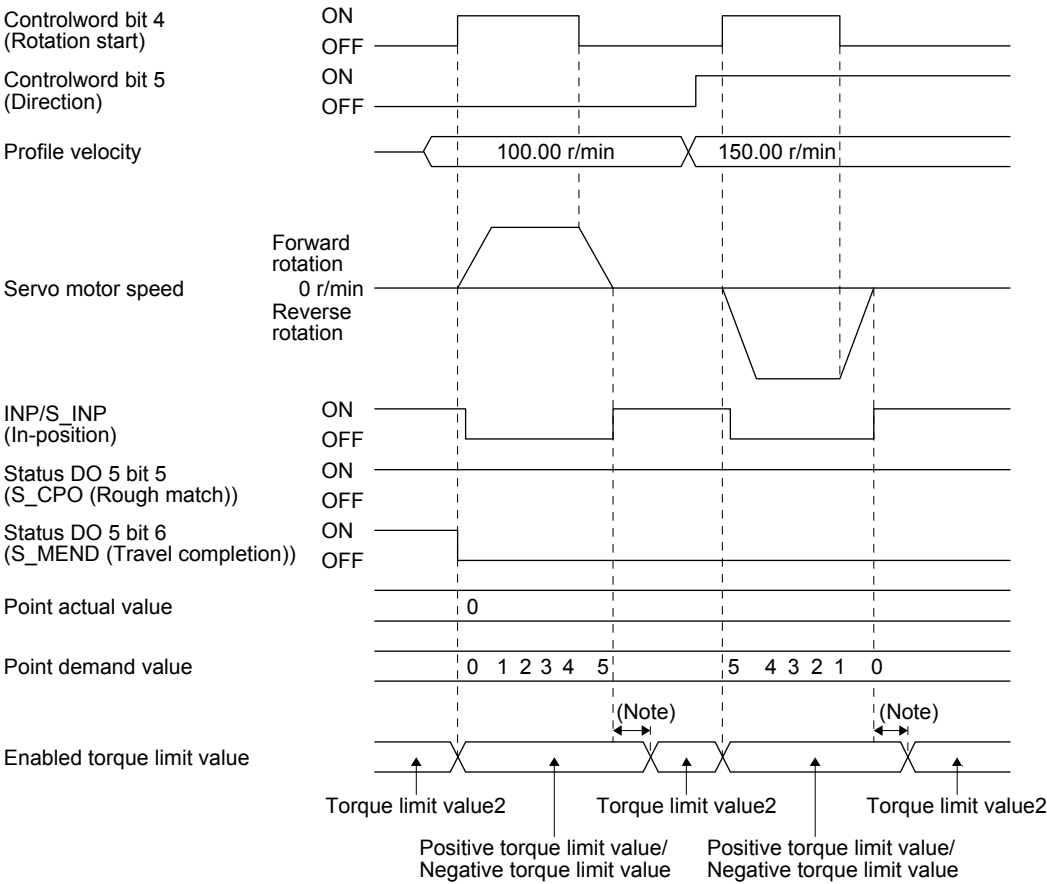 Controlword bit 4
(Rotation start)
ON
OFF
Controlword bit 5
(Direction)
ON
OFF
Profile velocity
100.00 r/min
150.00 r/min
Servo motor speed
Forward
rotation
0 r/min
Reverse
rotation
INP/S_INP
(In-position)
ON
OFF
Status DO 5 bit 5
(S_CPO (Rough match))
ON
OFF
Status DO 5 bit 6
(S_MEND (Travel completion))
ON
OFF
Point actual value
0
Point demand value
0 1 2 3 4 5
5 4 3 2 1 0
(Note)
(Note)
Enabled torque limit value
Torque limit value2
Torque limit value2
Torque limit value2
Positive torque limit value/
Negative torque limit value
Positive torque limit value/
Negative torque limit value